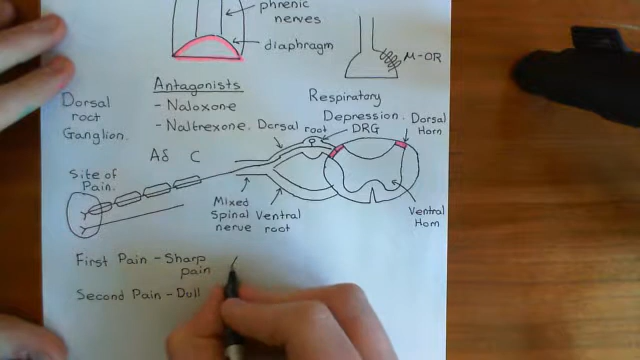 phrenic
nerves
diaphragm
M-OR
Antagonists
- Naloxone
- Naltrexone.
Respiratory
Depression.
Dorsal
root
Ganglion.
Dorsal root
DRG
Dorsal
Horn
Aδ C
Site of
Pain.
Mixed
Spinal
nerve
Ventral
root
Ventral
Horn
First Pain - Sharp
pain
Second Pain - Dull